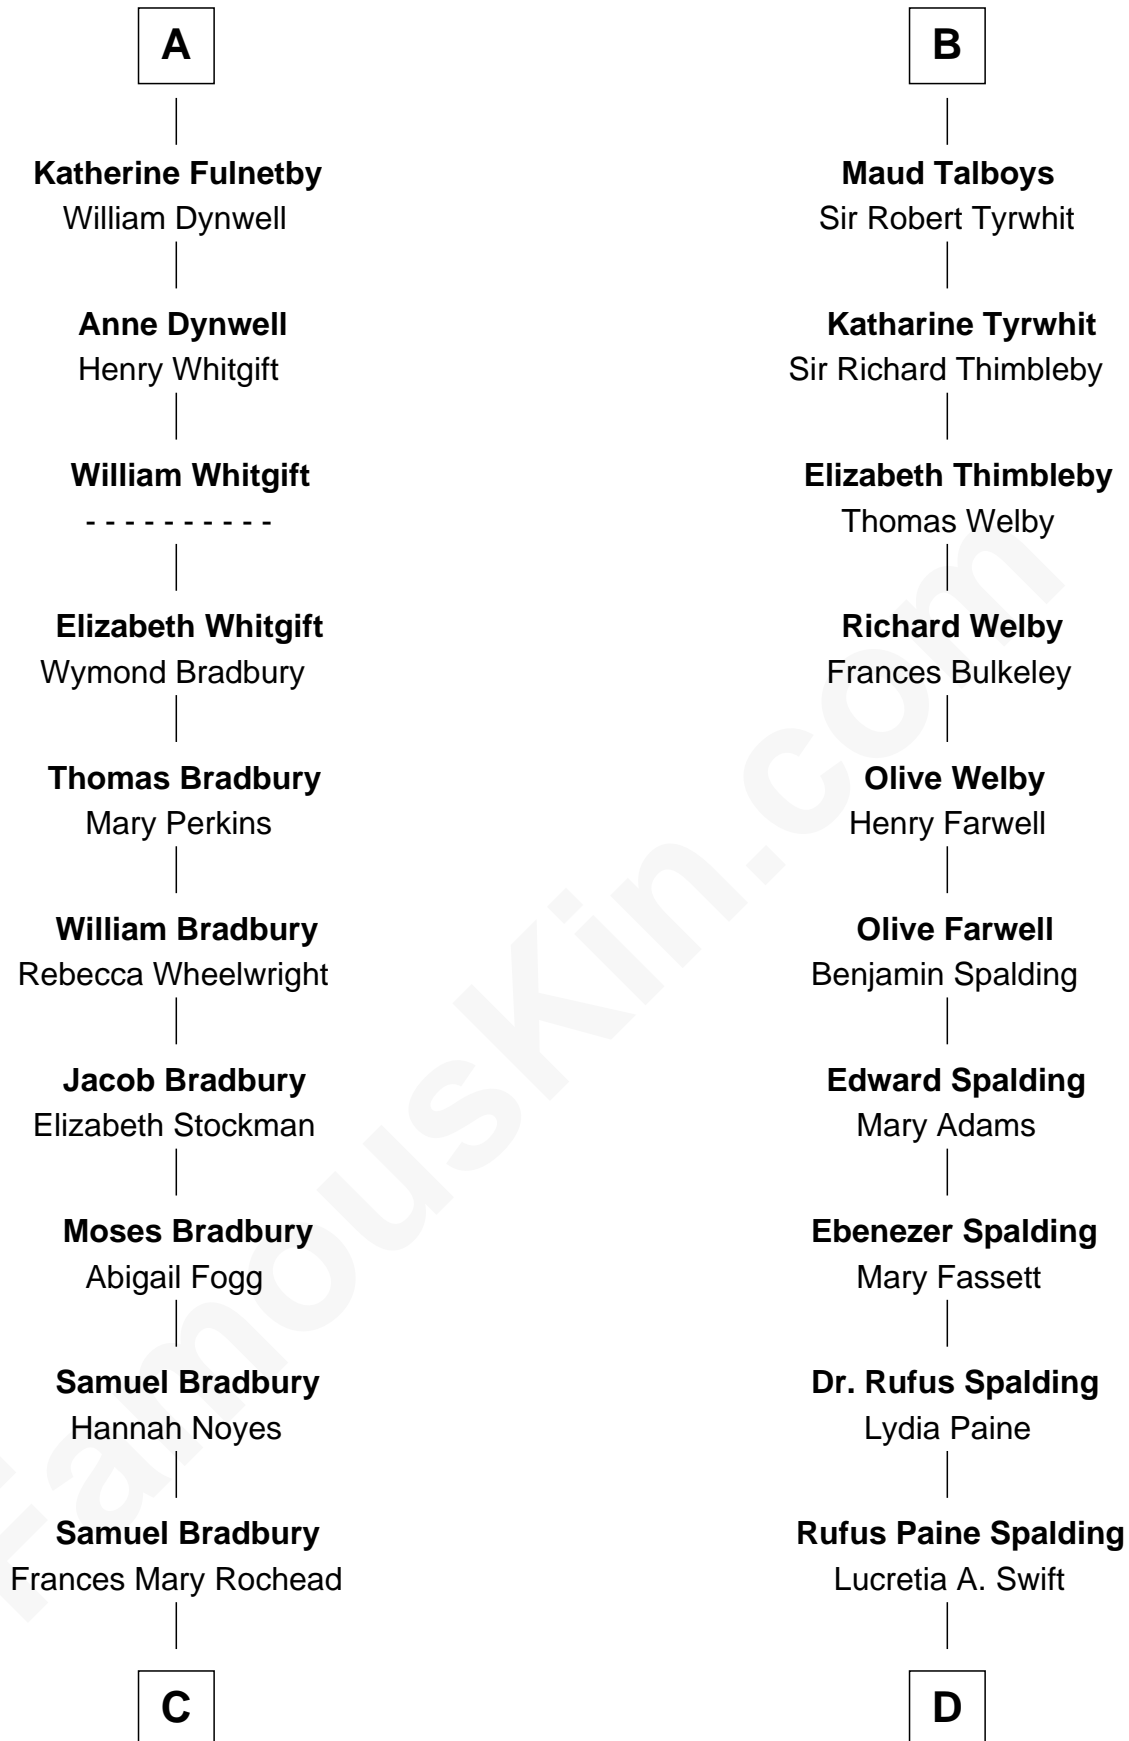 A
Katherine Fulnetby
William Dynwell
Anne Dynwell
Henry Whitgift
William Whitgift
- - - - - - - - - -
Elizabeth Whitgift
Wymond Bradbury
Thomas Bradbury
Mary Perkins
William Bradbury
Rebecca Wheelwright
Jacob Bradbury
Elizabeth Stockman
Moses Bradbury
Abigail Fogg
Samuel Bradbury
Hannah Noyes
Samuel Bradbury
Frances Mary Rochead
C
B
Maud Talboys
Sir Robert Tyrwhit
Katharine Tyrwhit
Sir Richard Thimbleby
Elizabeth Thimbleby
Thomas Welby
Richard Welby
Frances Bulkeley
Olive Welby
Henry Farwell
Olive Farwell
Benjamin Spalding
Edward Spalding
Mary Adams
Ebenezer Spalding
Mary Fassett
Dr. Rufus Spalding
Lydia Paine
Rufus Paine Spalding
Lucretia A. Swift
D
FamousKin.com